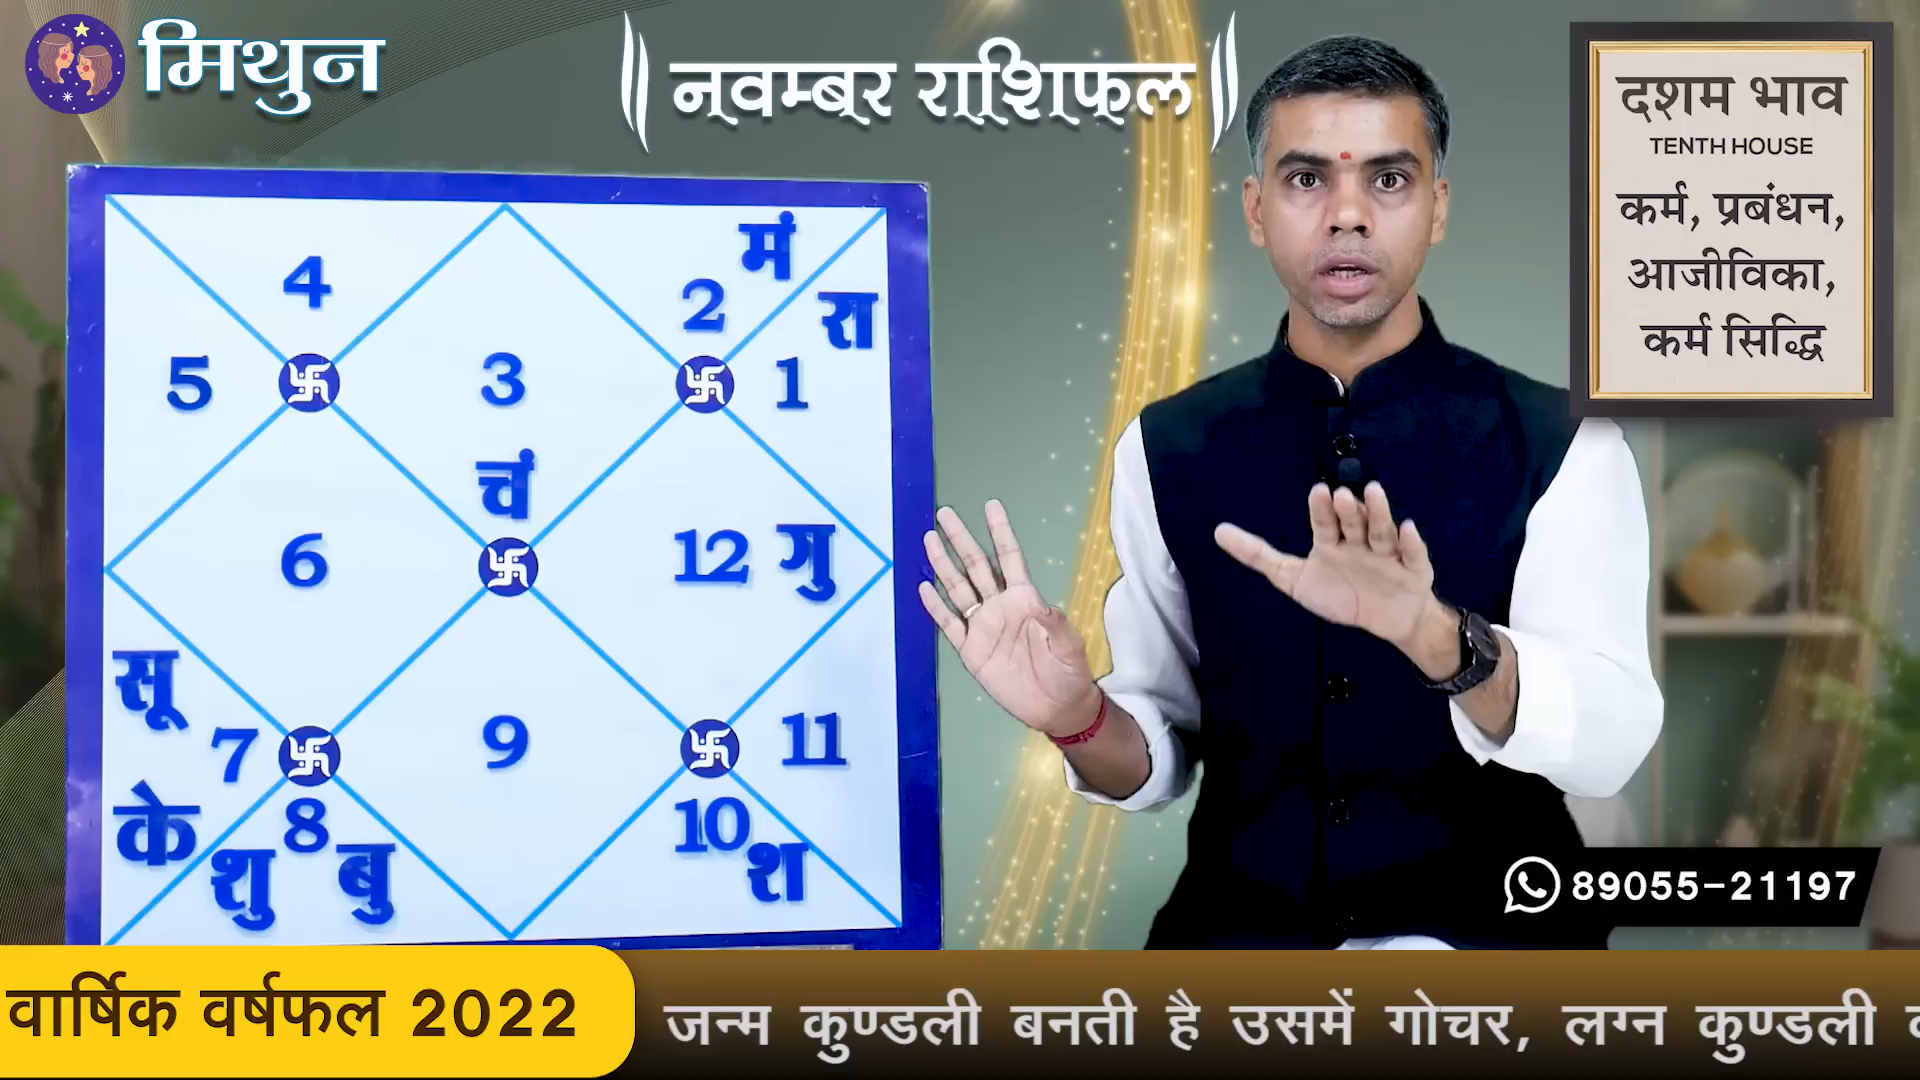 मिथुन
नवम्बर राशिफल
दशम भाव
TENTH HOUSE
कर्म, प्रबंधन,
आजीविका,
कर्म सिद्धि
4
2 मं
रा
5
3
1
चं
6
12 गु
सू
7
9
11
के
8
10
शु बु
श
89055-21197
वार्षिक वर्षफल 2022
जन्म कुण्डली बनती है उसमें गोचर, लग्न कुण्डली